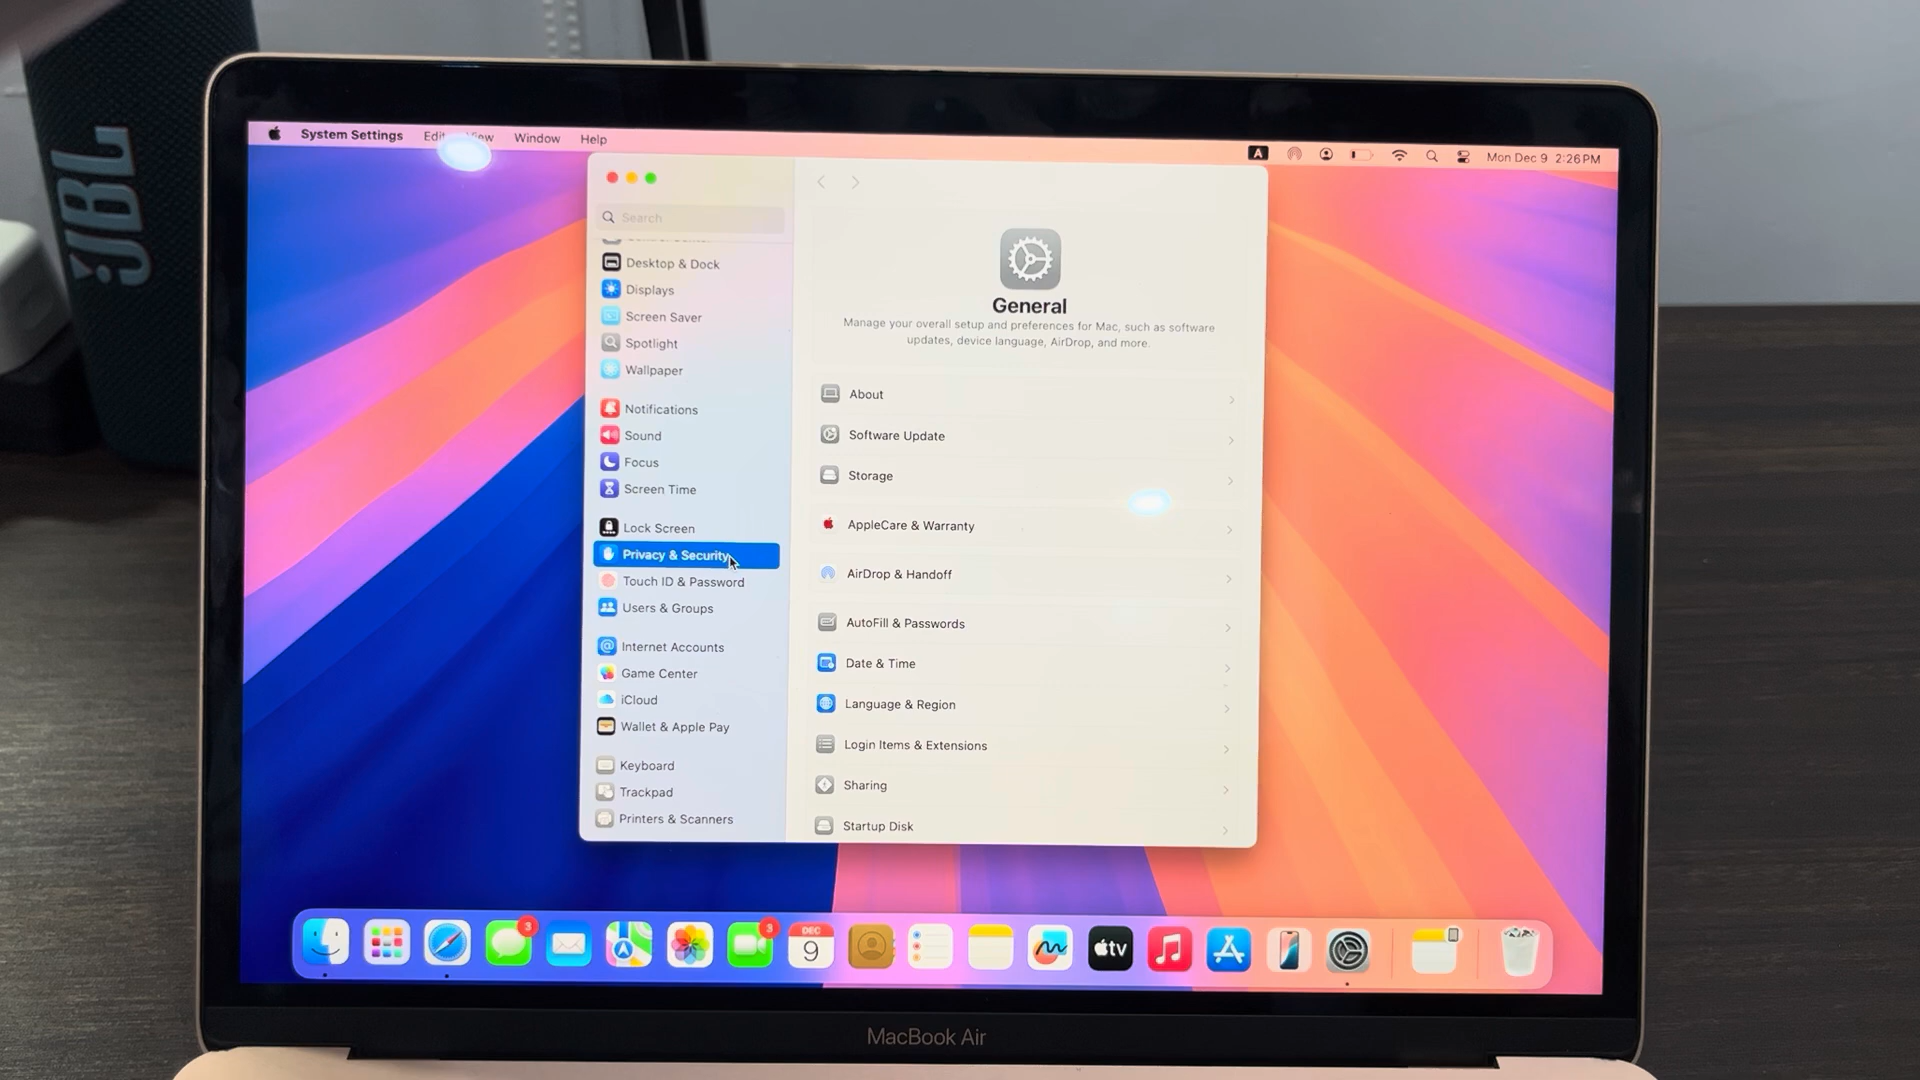 JBL
System Settings Edit View Window Help
A
Mon Dec 9 2:26 PM
Search
Desktop & Dock
Displays
Screen Saver
Spotlight
Wallpaper
Notifications
Sound
Focus
Screen Time
Lock Screen
Privacy & Security
Touch ID & Password
Users & Groups
Internet Accounts
Game Center
iCloud
Wallet & Apple Pay
Keyboard
Trackpad
Printers & Scanners
General
Manage your overall setup and preferences for Mac, such as software
updates, device language, AirDrop, and more.
About
Software Update
Storage
AppleCare & Warranty
AirDrop & Handoff
AutoFill & Passwords
Date & Time
Language & Region
Login Items & Extensions
Sharing
Startup Disk
3
3
DEC
9
tv
MacBook Air